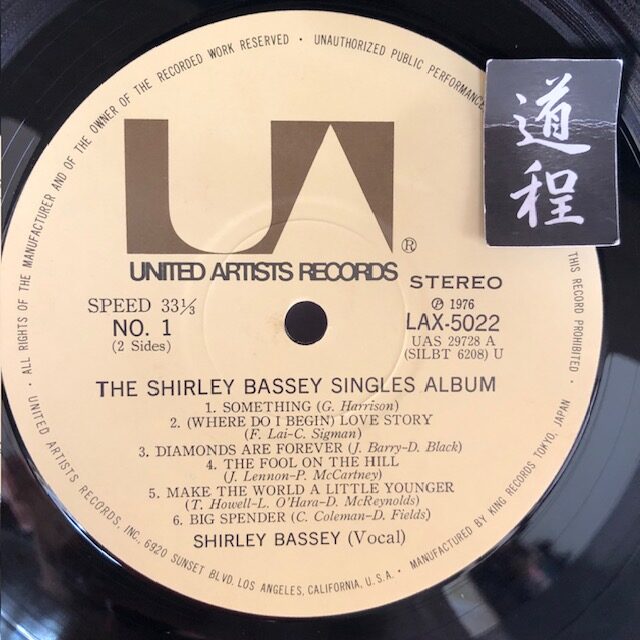 ALL RIGHTS OF THE MANUFACTURER AND OF THE OWNER OF THE RECORDED WORK RESERVED • UNAUTHORIZED PUBLIC PERFORMANCE
THIS RECORD PROHIBITED •
道程
UA
®
UNITED ARTISTS RECORDS
STEREO
SPEED 33⅓
℗ 1976
NO. 1
LAX-5022
(2 Sides)
UAS 29728 A
(SILBT 6208) U
THE SHIRLEY BASSEY SINGLES ALBUM
1. SOMETHING (G. Harrison)
2. (WHERE DO I BEGIN) LOVE STORY
(F. Lai-C. Sigman)
3. DIAMONDS ARE FOREVER (J. Barry-D. Black)
4. THE FOOL ON THE HILL
(J. Lennon-P. McCartney)
5. MAKE THE WORLD A LITTLE YOUNGER
(T. Howell-L. O'Hara-D. McReynolds)
6. BIG SPENDER (C. Coleman-D. Fields)
SHIRLEY BASSEY (Vocal)
• UNITED ARTISTS RECORDS, INC., 6920 SUNSET BLVD. LOS ANGELES, CALIFORNIA, U.S.A. • MANUFACTURED BY KING RECORDS TOKYO, JAPAN